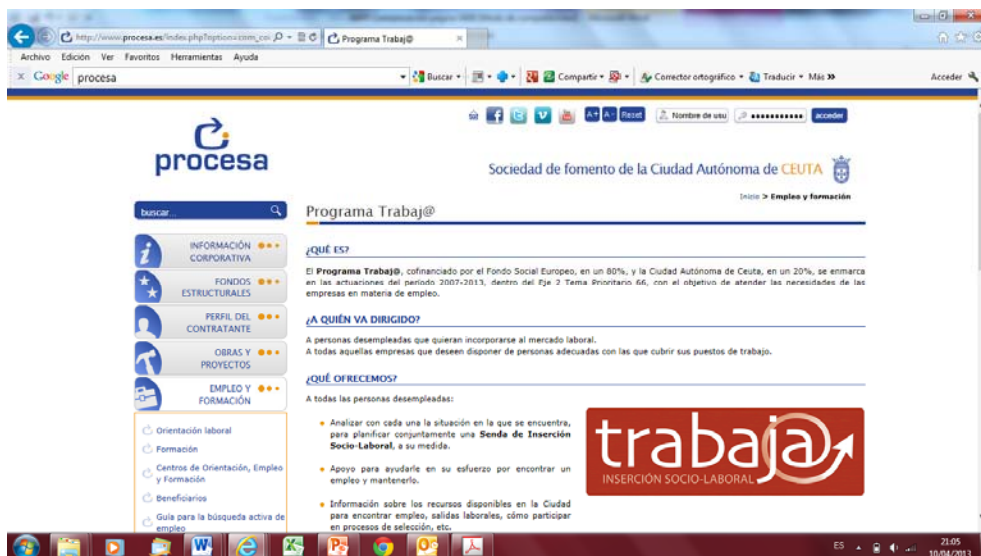 http://www.procesa.es/index.php?option=com_co
Programa Trabaj@
Archivo Edición Ver Favoritos Herramientas Ayuda
x Google procesa Buscar Compartir Corrector ortográfico Traducir Más Acceder
A+ A- Reset Nombre de usu acceder
procesa
Sociedad de fomento de la Ciudad Autónoma de CEUTA
Inicio > Empleo y formación
buscar...
INFORMACIÓN
CORPORATIVA
FONDOS
ESTRUCTURALES
PERFIL DEL
CONTRATANTE
OBRAS Y
PROYECTOS
EMPLEO Y
FORMACIÓN
Orientación laboral
Formación
Centros de Orientación, Empleo
y Formación
Beneficiarios
Guía para la búsqueda activa de
empleo
Programa Trabaj@
¿QUÉ ES?
El Programa Trabaj@, cofinanciado por el Fondo Social Europeo, en un 80%, y la Ciudad Autónoma de Ceuta, en un 20%, se enmarca
en las actuaciones del período 2007-2013, dentro del Eje 2 Tema Prioritario 66, con el objetivo de atender las necesidades de las
empresas en materia de empleo.
¿A QUIÉN VA DIRIGIDO?
A personas desempleadas que quieran incorporarse al mercado laboral.
A todas aquellas empresas que deseen disponer de personas adecuadas con las que cubrir sus puestos de trabajo.
¿QUÉ OFRECEMOS?
A todas las personas desempleadas:
Analizar con cada una la situación en la que se encuentra,
para planificar conjuntamente una Senda de Inserción
Socio-Laboral, a su medida.
Apoyo para ayudarle en su esfuerzo por encontrar un
empleo y mantenerlo.
Información sobre los recursos disponibles en la Ciudad
para encontrar empleo, salidas laborales, cómo participar
en procesos de selección, etc.
trabaj@
INSERCIÓN SOCIO-LABORAL
ES
21:05
10/04/2013